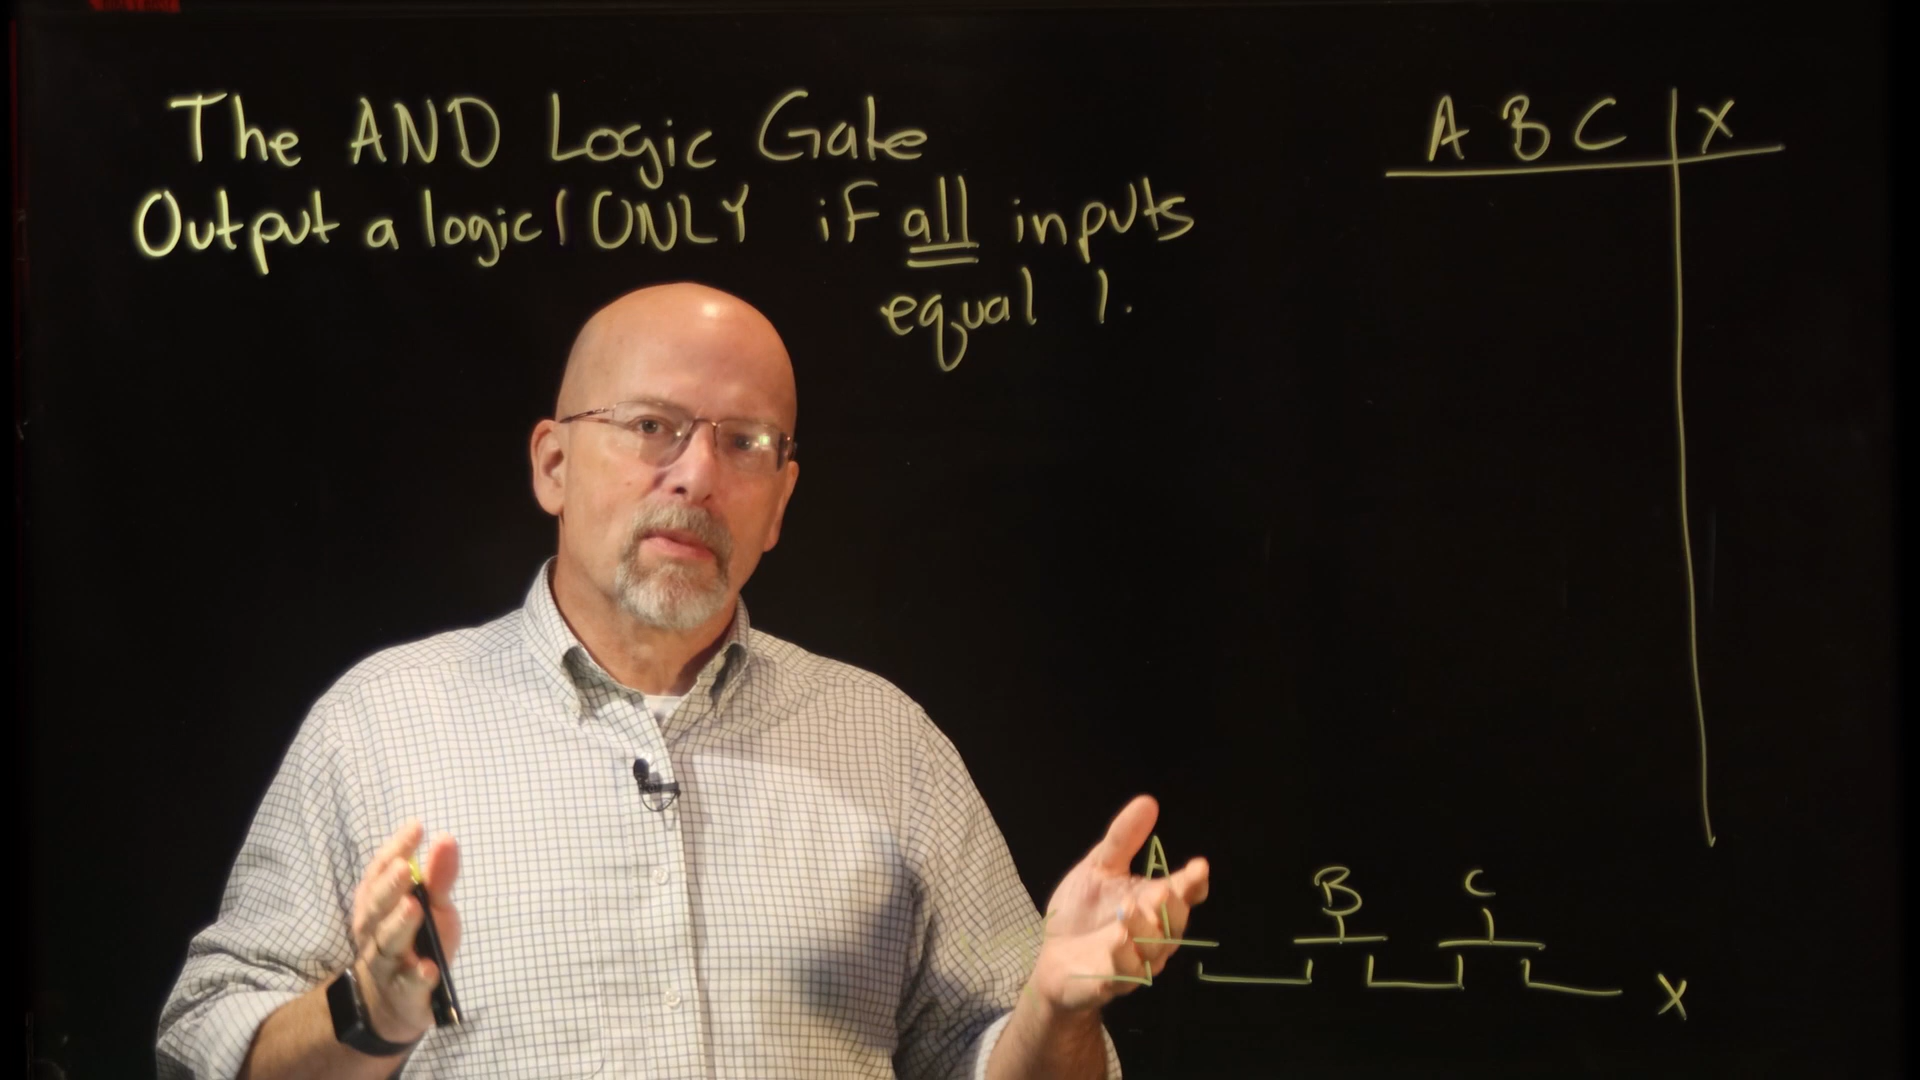 The AND Logic Gate
Output a logic 1 ONLY if all inputs
equal 1.
A B C X
A B C
X